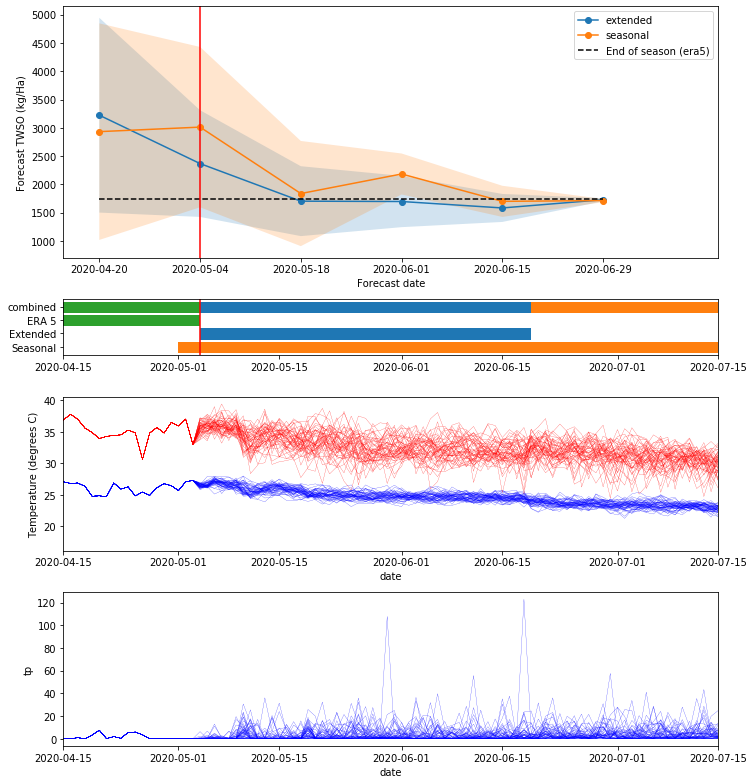 5000
4500
4000
3500
3000
2500
2000
1500
1000
Forecast TWSO (kg/Ha)
extended
seasonal
End of season (era5)
2020-04-20 2020-05-04 2020-05-18 2020-06-01 2020-06-15 2020-06-29
Forecast date
combined
ERA 5
Extended
Seasonal
2020-04-15 2020-05-01 2020-05-15 2020-06-01 2020-06-15 2020-07-01 2020-07-15
40
35
30
25
20
Temperature (degrees C)
2020-04-15 2020-05-01 2020-05-15 2020-06-01 2020-06-15 2020-07-01 2020-07-15
date
120
100
80
60
40
20
0
tp
2020-04-15 2020-05-01 2020-05-15 2020-06-01 2020-06-15 2020-07-01 2020-07-15
date